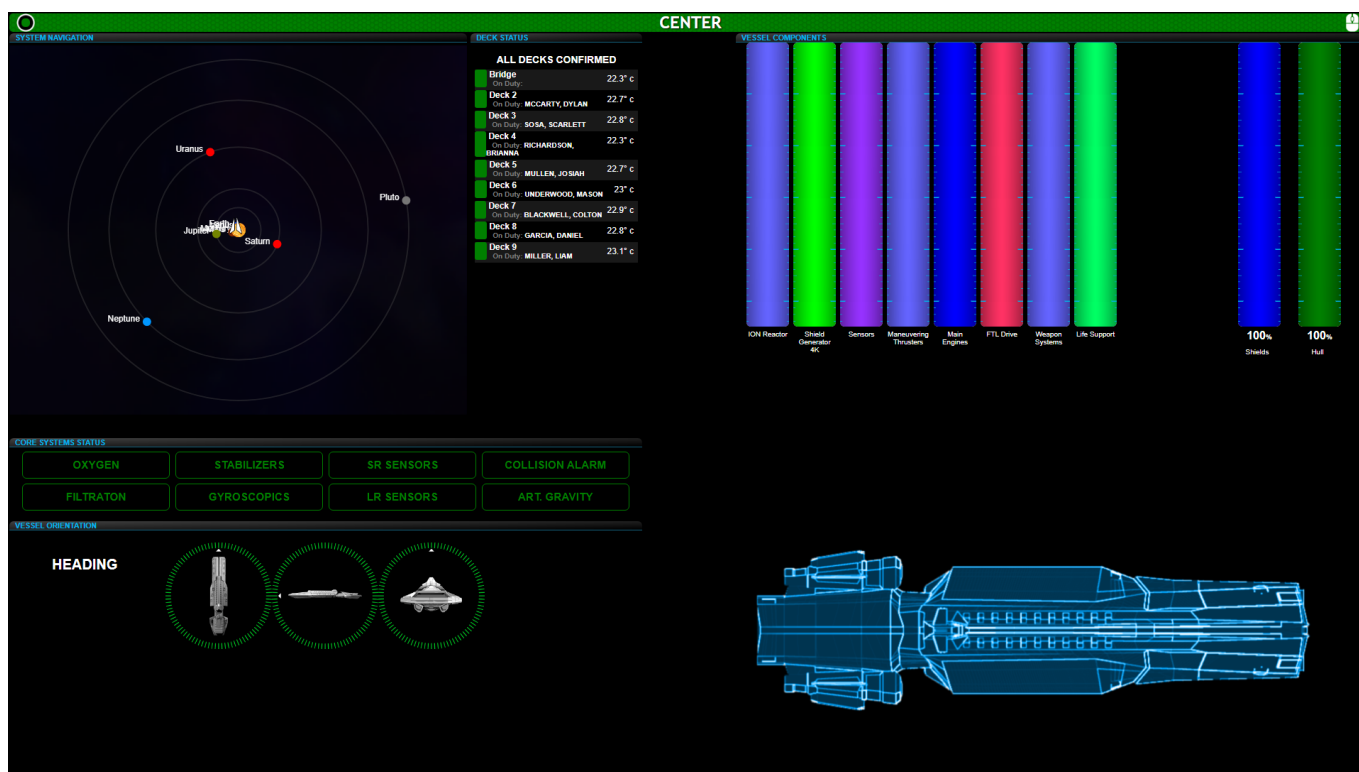 CENTER
SYSTEM NAVIGATION
Uranus
Pluto
Jupiter
Saturn
Neptune
DECK STATUS
ALL DECKS CONFIRMED
Bridge
On Duty:
22.3° c
Deck 2
On Duty: MCCARTY, DYLAN
22.7° c
Deck 3
On Duty: SOSA, SCARLETT
22.8° c
Deck 4
On Duty: RICHARDSON,
BRIANNA
22.3° c
Deck 5
On Duty: MULLEN, JOSIAH
22.7° c
Deck 6
On Duty: UNDERWOOD, MASON
23° c
Deck 7
On Duty: BLACKWELL, COLTON
22.9° c
Deck 8
On Duty: GARCIA, DANIEL
22.8° c
Deck 9
On Duty: MILLER, LIAM
23.1° c
VESSEL COMPONENTS
ION Reactor
Shield
Generator
4K
Sensors
Maneuvering
Thrusters
Main
Engines
FTL Drive
Weapon
Systems
Life Support
100%
Shields
100%
Hull
CORE SYSTEMS STATUS
OXYGEN
STABILIZERS
SR SENSORS
COLLISION ALARM
FILTRATON
GYROSCOPICS
LR SENSORS
ART. GRAVITY
VESSEL ORIENTATION
HEADING